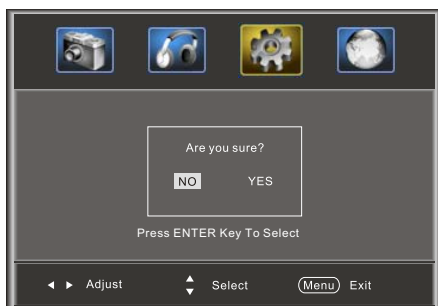 Are you sure?
NO YES
Press ENTER Key To Select
Adjust Select Menu Exit